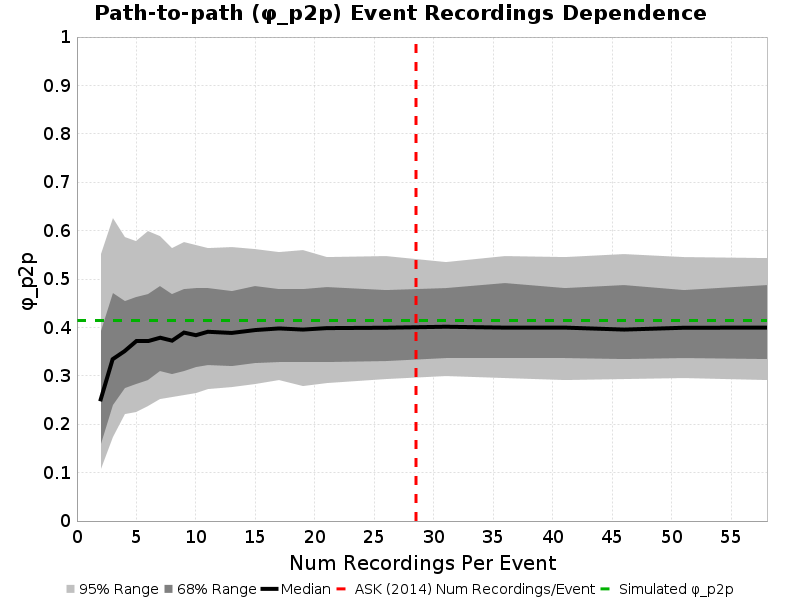 Path-to-path (φ_p2p) Event Recordings Dependence
1
0.9
0.8
0.7
0.6
0.5
0.4
0.3
0.2
0.1
0
φ_p2p
0 5 10 15 20 25 30 35 40 45 50 55
Num Recordings Per Event
95% Range 68% Range Median ASK (2014) Num Recordings/Event Simulated φ_p2p